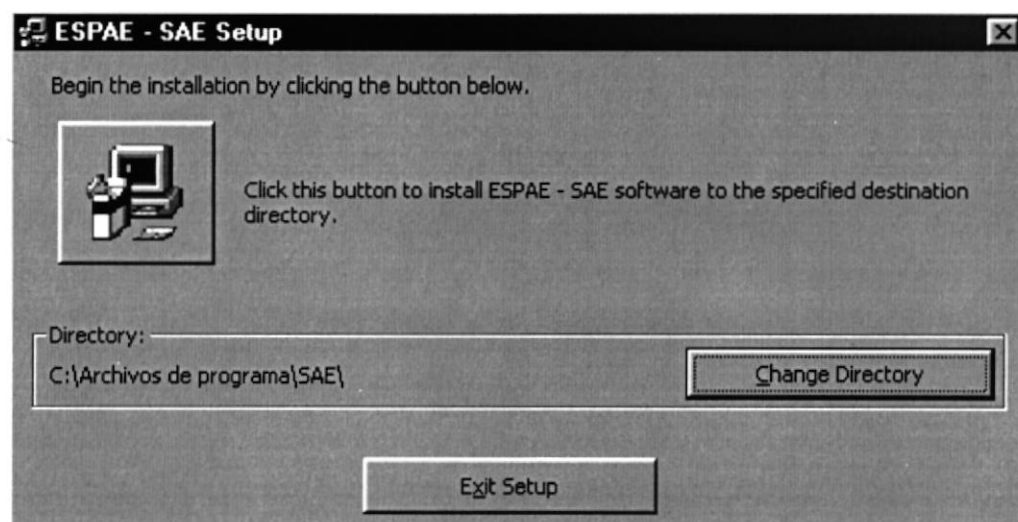 ESPAE - SAE Setup
Begin the installation by clicking the button below.
Click this button to install ESPAE - SAE software to the specified destination
directory.
Directory:
C:\Archivos de programa\SAE\
Change Directory
Exit Setup